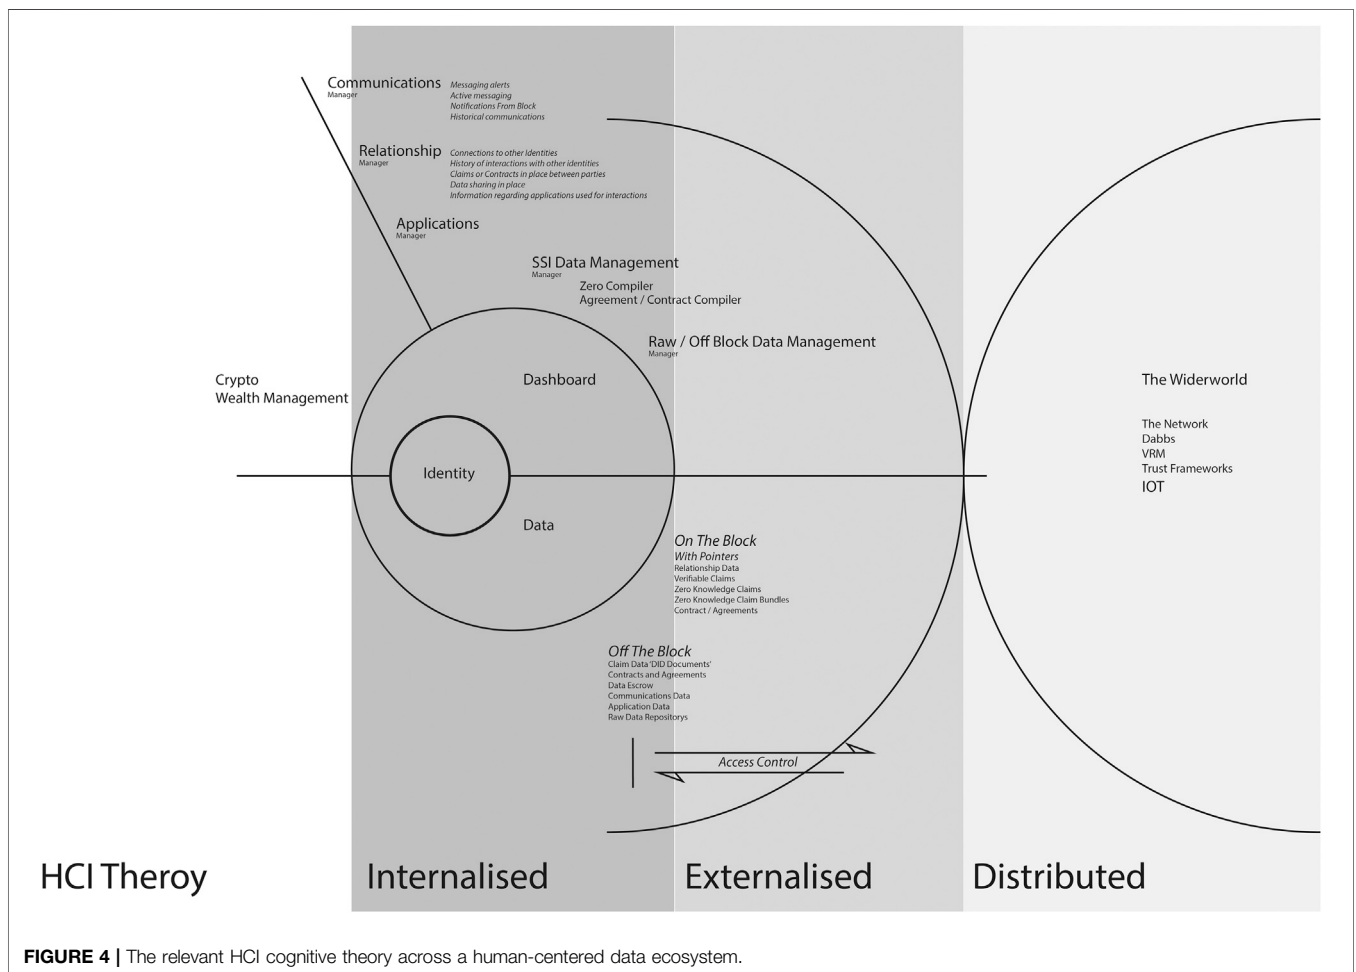 Communications
Manager
Messaging alerts
Active messaging
Notifications From Block
Historical communications
Relationship
Manager
Connections to other Identities
History of interactions with other identities
Claims or Contracts in place between parties
Data sharing in place
Information regarding applications used for interactions
Applications
Manager
SSI Data Management
Manager
Zero Compiler
Agreement / Contract Compiler
Raw / Off Block Data Management
Manager
Crypto
Wealth Management
Dashboard
Identity
Data
The Widerworld
The Network
Dabbs
VRM
Trust Frameworks
IOT
On The Block
With Pointers
Relationship Data
Verifiable Claims
Zero Knowledge Claims
Zero Knowledge Claim Bundles
Contract / Agreements
Off The Block
Claim Data 'DID Documents'
Contracts and Agreements
Data Escrow
Communications Data
Application Data
Raw Data Repositorys
Access Control
HCI Theroy
Internalised
Externalised
Distributed
FIGURE 4 | The relevant HCI cognitive theory across a human-centered data ecosystem.